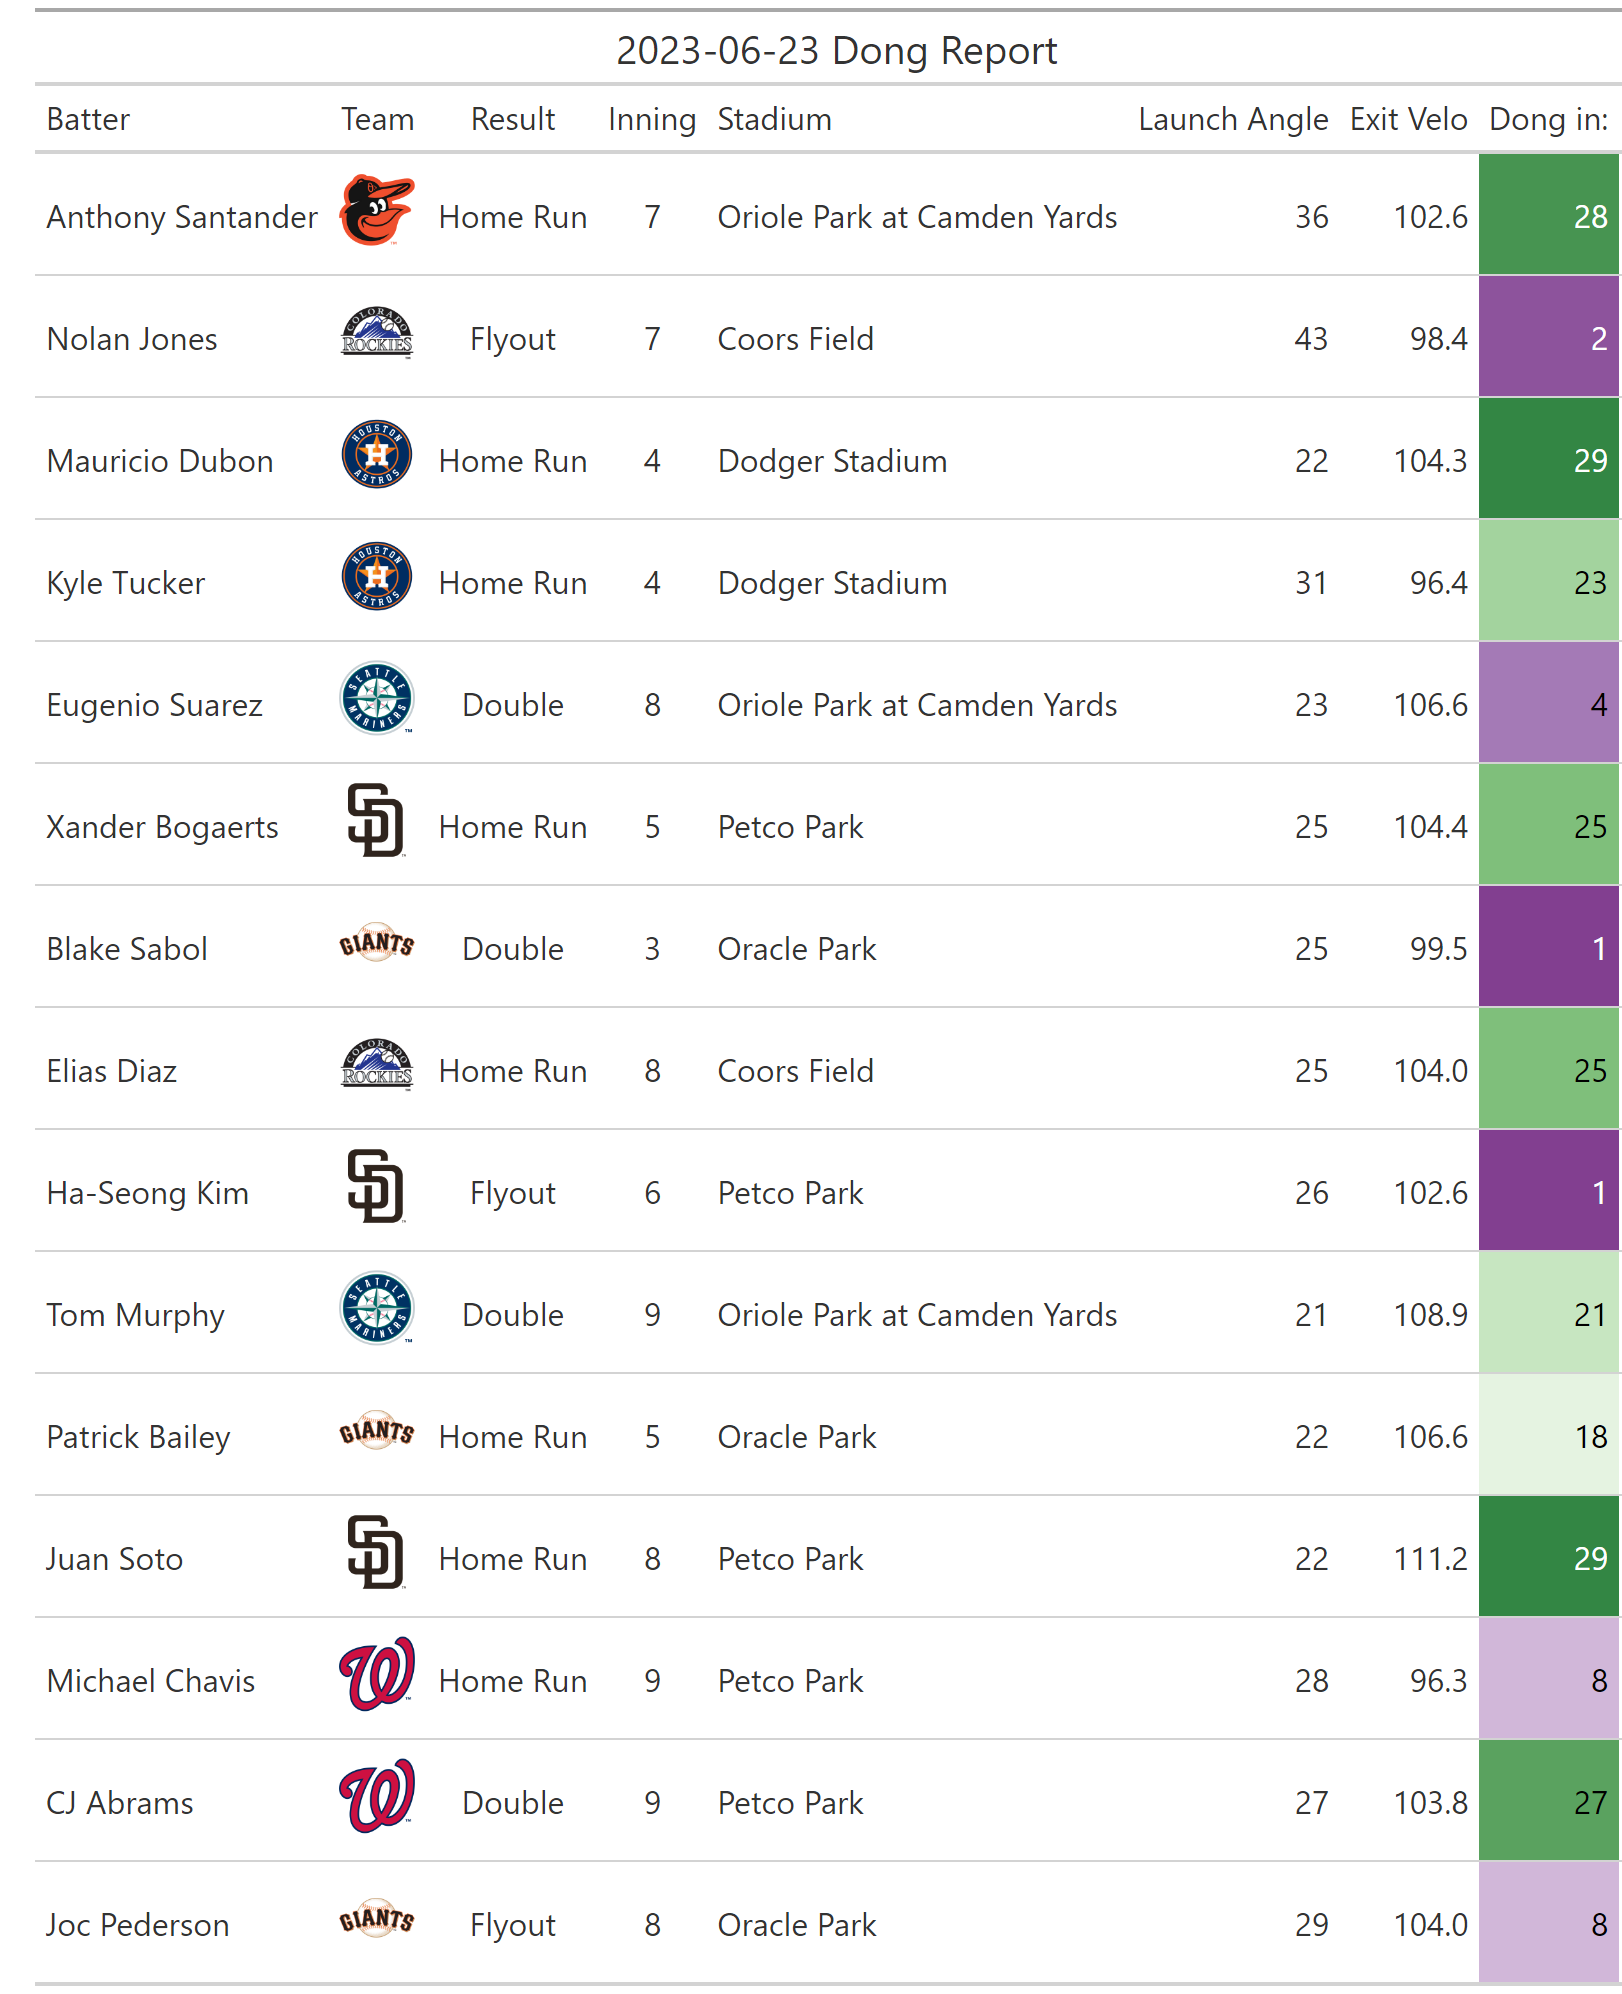 2023-06-23 Dong Report
Batter Team Result Inning Stadium Launch Angle Exit Velo Dong in:
Anthony Santander Home Run 7 Oriole Park at Camden Yards 36 102.6 28
Nolan Jones COLORADO ROCKIES Flyout 7 Coors Field 43 98.4 2
Mauricio Dubon HOUSTON H ASTROS Home Run 4 Dodger Stadium 22 104.3 29
Kyle Tucker HOUSTON H ASTROS Home Run 4 Dodger Stadium 31 96.4 23
Eugenio Suarez SEATTLE MARINERS Double 8 Oriole Park at Camden Yards 23 106.6 4
Xander Bogaerts SD Home Run 5 Petco Park 25 104.4 25
Blake Sabol GIANTS Double 3 Oracle Park 25 99.5 1
Elias Diaz COLORADO ROCKIES Home Run 8 Coors Field 25 104.0 25
Ha-Seong Kim SD Flyout 6 Petco Park 26 102.6 1
Tom Murphy SEATTLE MARINERS Double 9 Oriole Park at Camden Yards 21 108.9 21
Patrick Bailey GIANTS Home Run 5 Oracle Park 22 106.6 18
Juan Soto SD Home Run 8 Petco Park 22 111.2 29
Michael Chavis W Home Run 9 Petco Park 28 96.3 8
CJ Abrams W Double 9 Petco Park 27 103.8 27
Joc Pederson GIANTS Flyout 8 Oracle Park 29 104.0 8